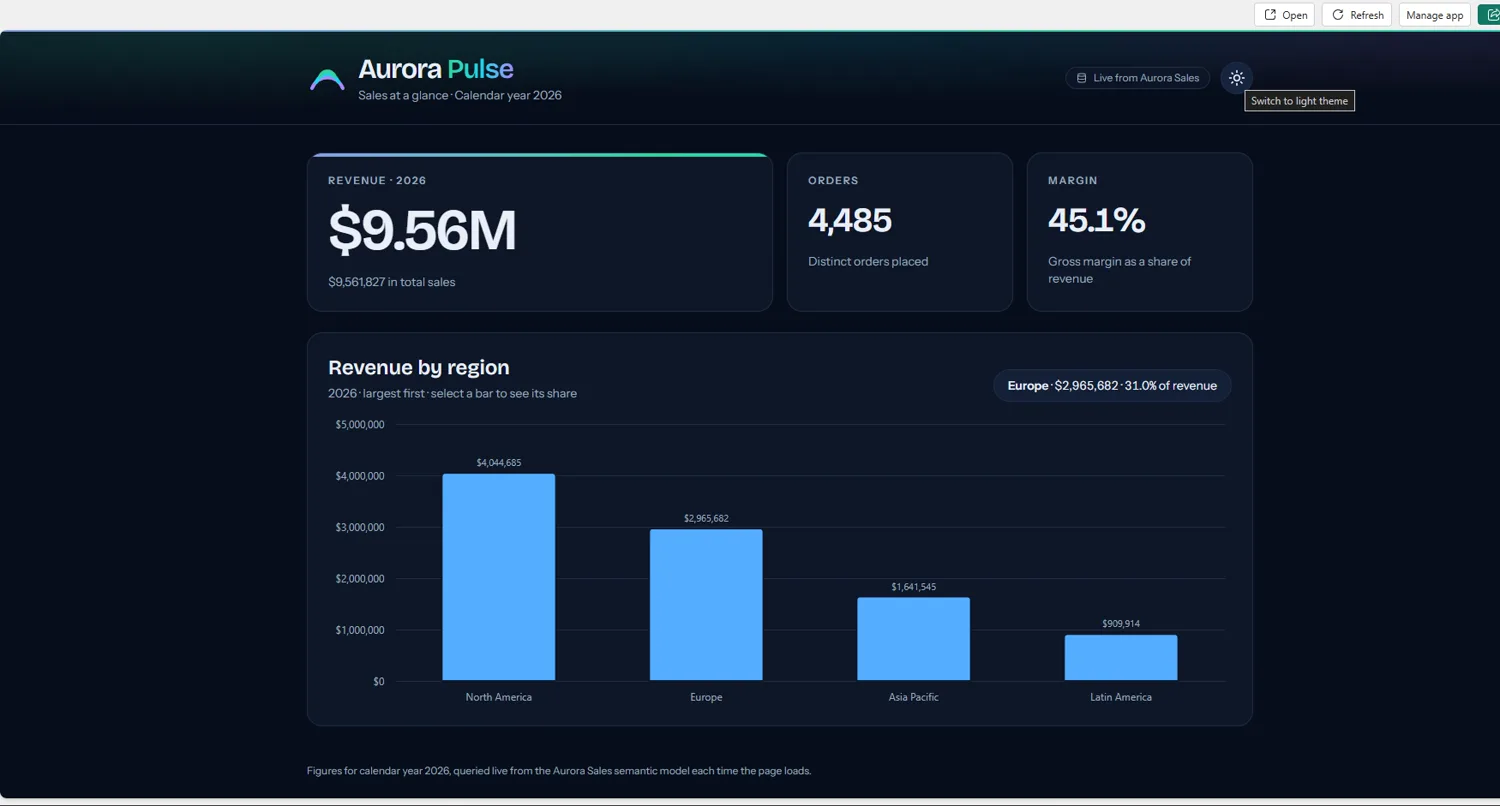 Open
Refresh
Manage app
Aurora Pulse
Sales at a glance · Calendar year 2026
Live from Aurora Sales
Switch to light theme
REVENUE · 2026
$9.56M
$9,561,827 in total sales
ORDERS
4,485
Distinct orders placed
MARGIN
45.1%
Gross margin as a share of
revenue
Revenue by region
2026 · largest first · select a bar to see its share
Europe · $2,965,682 · 31.0% of revenue
$5,000,000
$4,000,000
$3,000,000
$2,000,000
$1,000,000
$0
$4,044,685
$2,965,682
$1,641,545
$909,914
North America
Europe
Asia Pacific
Latin America
Figures for calendar year 2026, queried live from the Aurora Sales semantic model each time the page loads.